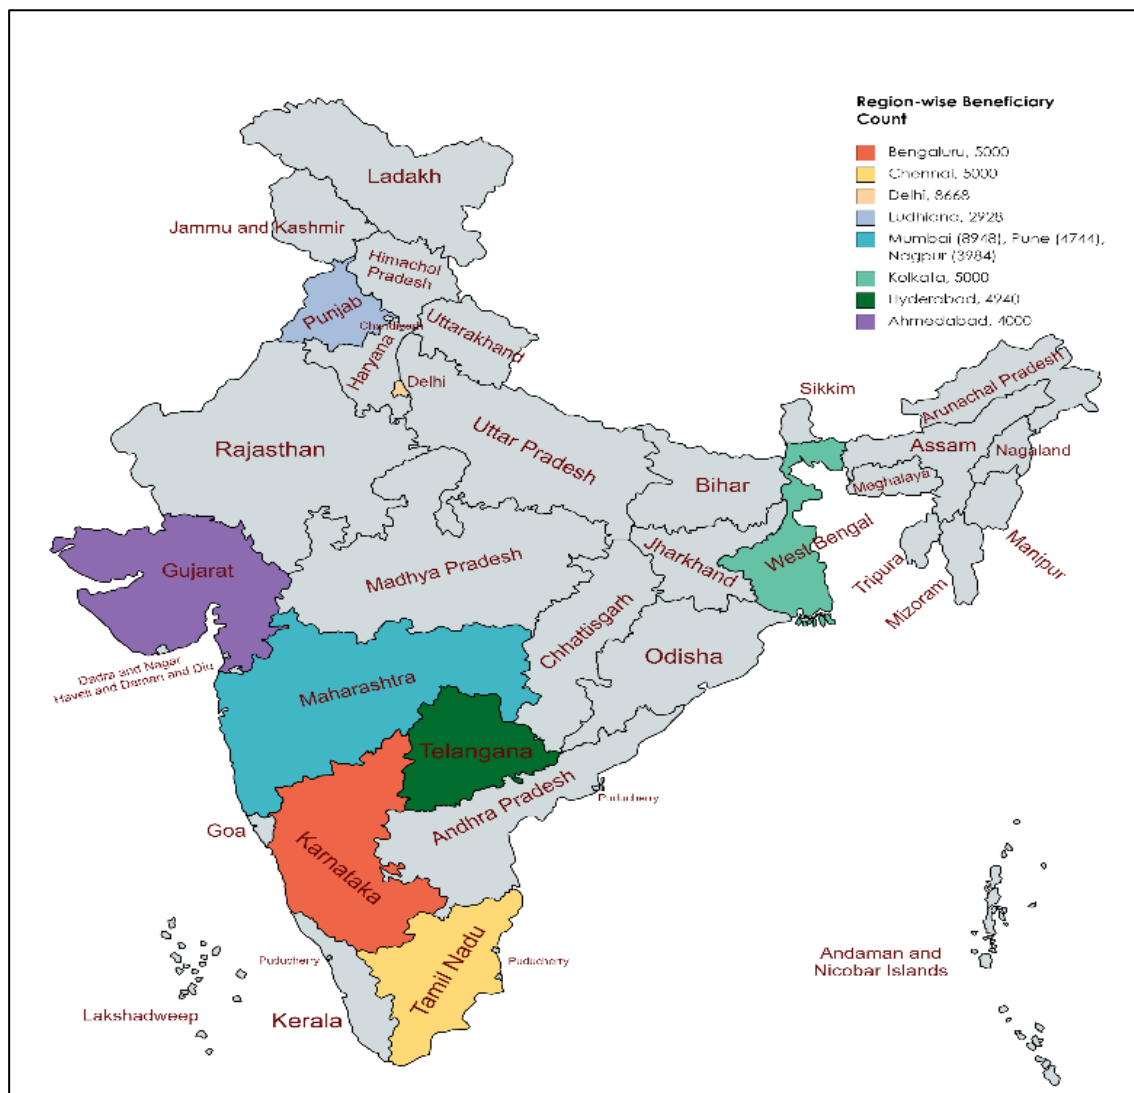 Region-wise Beneficiary
Count
Bengaluru, 5000
Chennai, 5000
Delhi, 8668
Ludhiana, 2928
Mumbai (8948), Pune (4744),
Nagpur (3984)
Kolkata, 5000
Hyderabad, 4940
Ahmedabad, 4000
Ladakh
Jammu and Kashmir
Himachal
Pradesh
Punjab
Chandigarh
Uttarakhand
Haryana
Delhi
Rajasthan
Uttar Pradesh
Bihar
Sikkim
Arunachal Pradesh
Assam
Nagaland
Meghalaya
Manipur
Tripura
Mizoram
West Bengal
Jharkhand
Gujarat
Madhya Pradesh
Chhattisgarh
Odisha
Dadra and Nagar
Haveli and Daman and Diu
Maharashtra
Telangana
Andhra Pradesh
Puducherry
Goa
Karnataka
Puducherry
Tamil Nadu
Puducherry
Kerala
Lakshadweep
Andaman and
Nicobar Islands